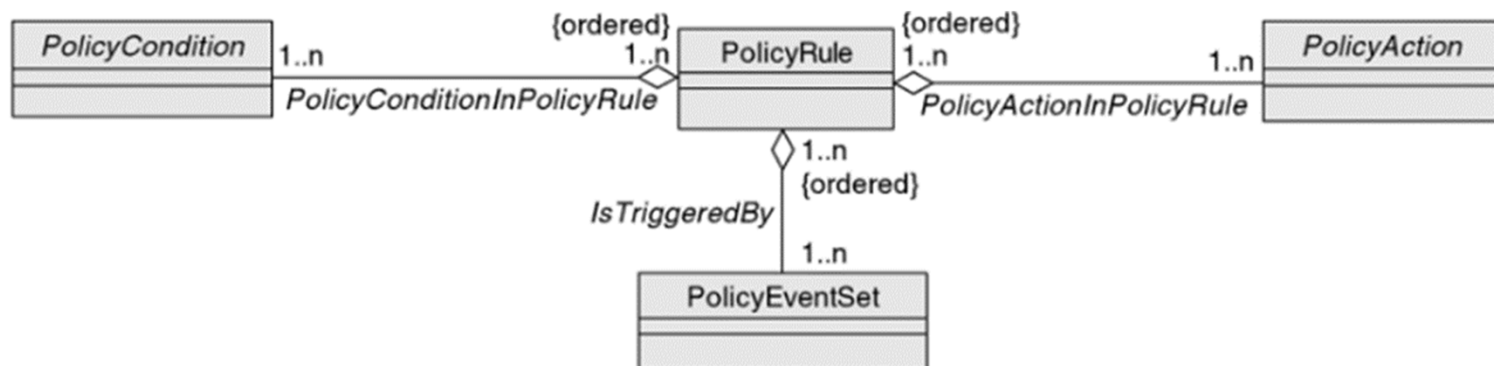 PolicyCondition
1..n
{ordered}
1..n
PolicyConditionInPolicyRule
PolicyRule
{ordered}
1..n
1..n
PolicyActionInPolicyRule
PolicyAction
1..n
{ordered}
IsTriggeredBy
1..n
PolicyEventSet